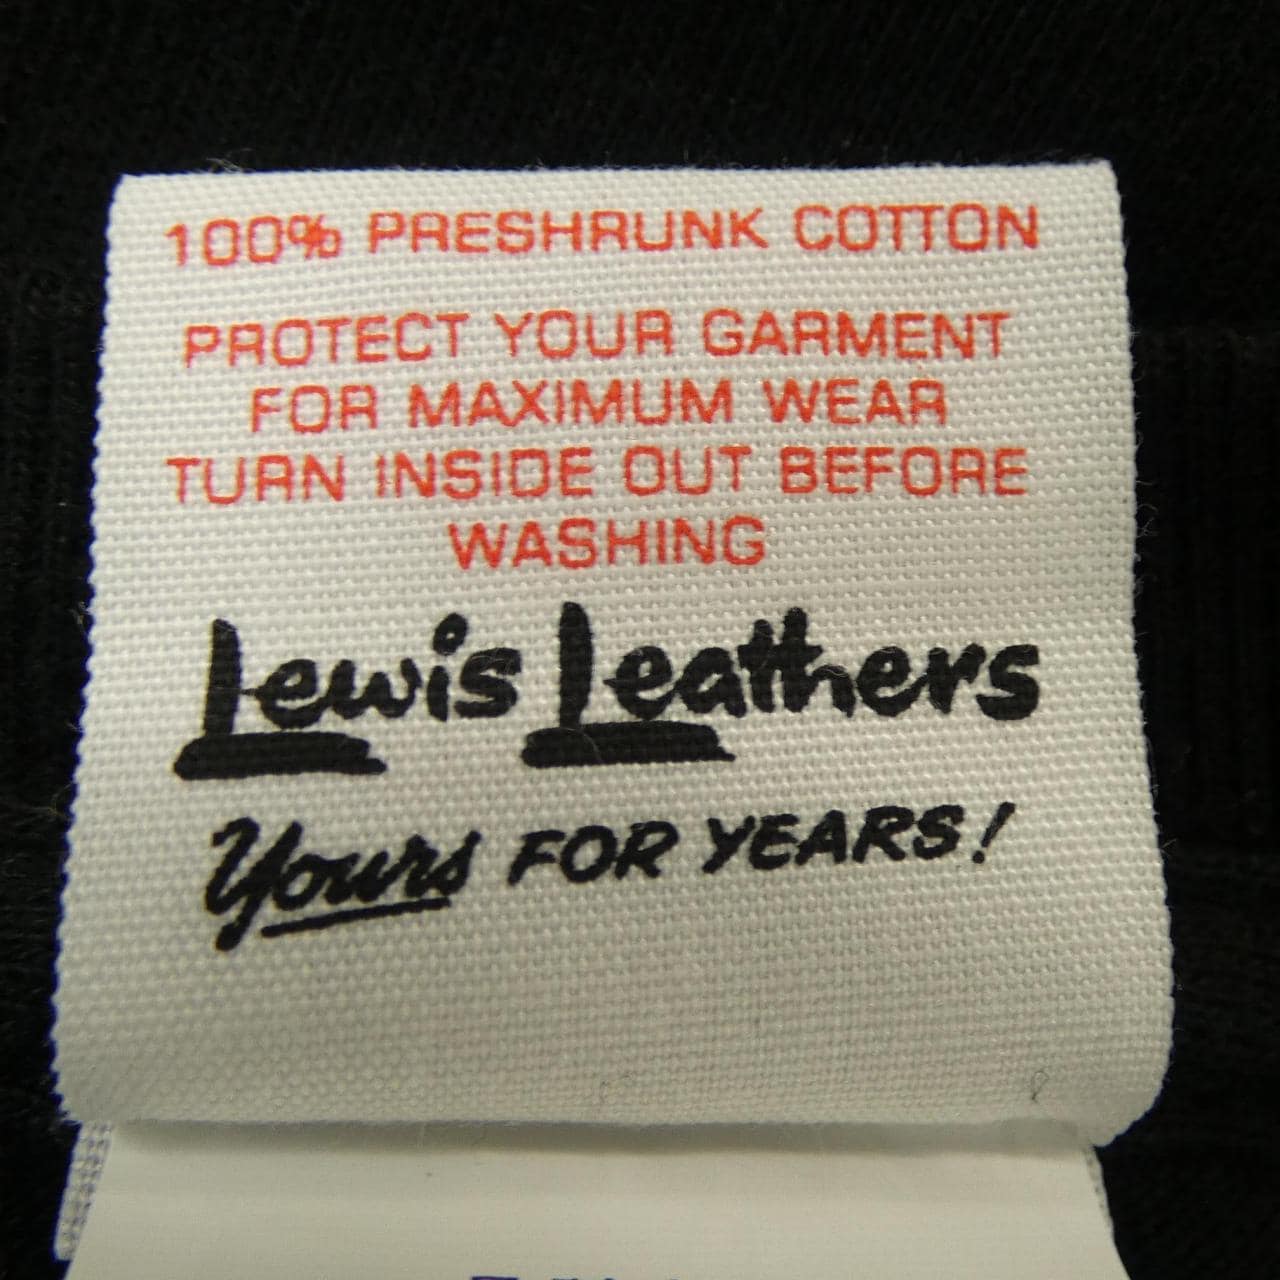 100% PRESHRUNK COTTON
PROTECT YOUR GARMENT
FOR MAXIMUM WEAR
TURN INSIDE OUT BEFORE
WASHING
Lewis Leathers
Yours FOR YEARS!